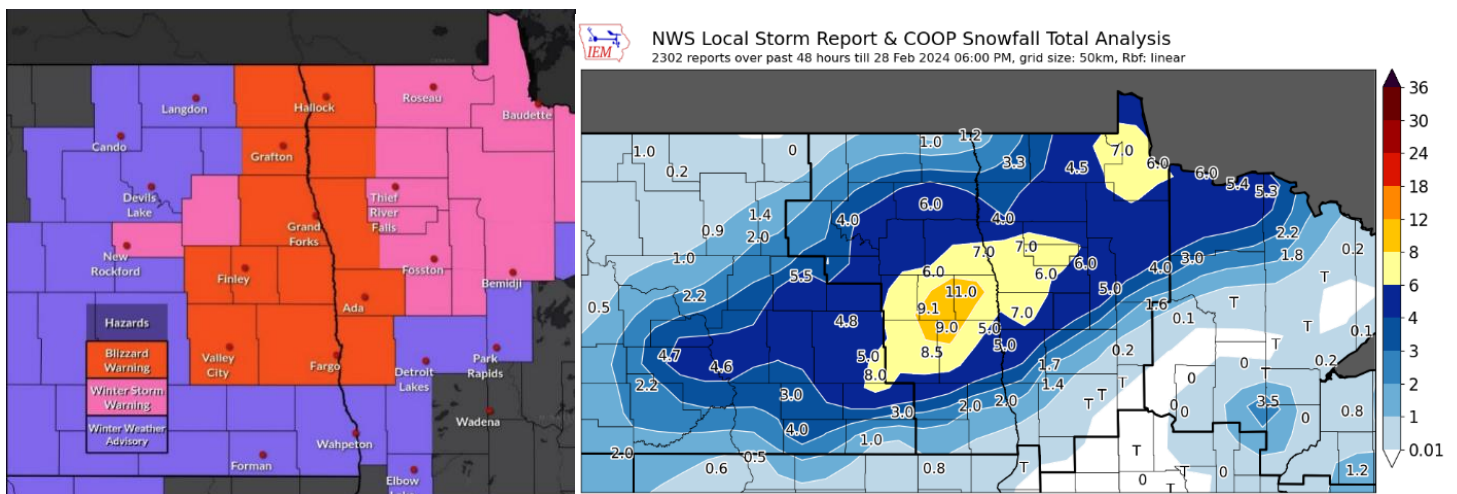 Langdon
Hallock
Roseau
Baudette
Cando
Grafton
Devils
Lake
Thief
River
Falls
Grand
Forks
New
Rockford
Finley
Fosston
Bemidji
Ada
Hazards
Blizzard
Warning
Winter Storm
Warning
Winter Weather
Advisory
Valley
City
Fargo
Detroit
Lakes
Park
Rapids
Wadena
Wahpeton
Forman
Elbow
IEM
NWS Local Storm Report & COOP Snowfall Total Analysis
2302 reports over past 48 hours till 28 Feb 2024 06:00 PM, grid size: 50km, Rbf: linear
1.0 0 1.0 1.2 3.3 4.5 7.0 6.0
0.2 6.0 5.4 5.3
1.4 4.0 6.0 4.0
0.9 2.0 7.0 7.0 2.2 0.2
1.0 5.5 6.0 6.0 6.0 4.0 3.0 1.8
0.5 2.2 11.0 5.0 T
9.1 7.0 1.6 0.1 T 0.1
4.8 9.0 5.0
4.7 4.6 5.0 8.5 5.0 0.2 T 0.2
2.2 8.0 1.7 1.4 T 0 0
3.0 3.0 2.0 2.0 T T 0 0 3.5 0.8
4.0 1.0 0
2.0 0.5 T
0.6 0.8 T T 0 0 1.2
36
30
24
18
12
8
6
4
3
2
1
0.01